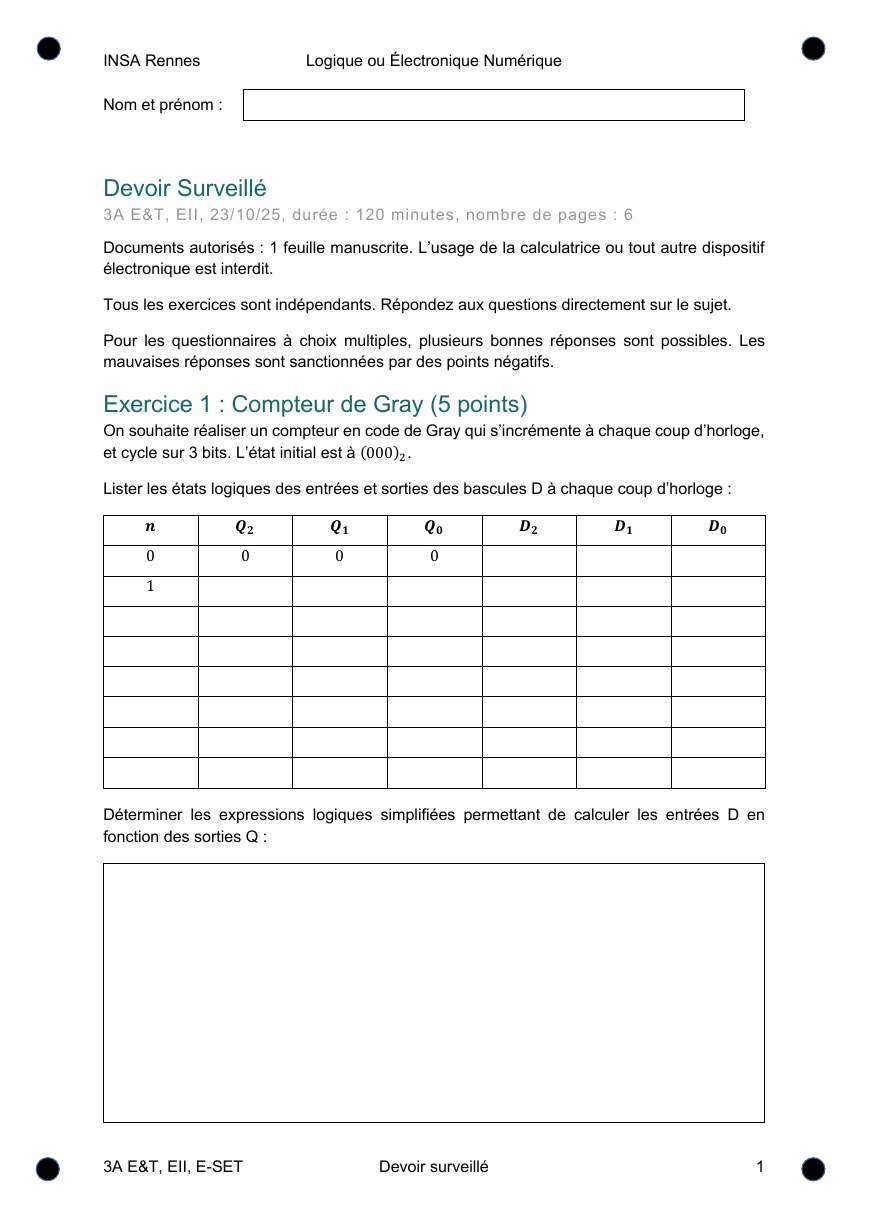 INSA Rennes Logique ou Électronique Numérique
Nom et prénom :
Devoir Surveillé
3A E&T, EII, 23/10/25, durée : 120 minutes, nombre de pages : 6
Documents autorisés : 1 feuille manuscrite. L’usage de la calculatrice ou tout autre dispositif
électronique est interdit.
Tous les exercices sont indépendants. Répondez aux questions directement sur le sujet.
Pour les questionnaires à choix multiples, plusieurs bonnes réponses sont possibles. Les
mauvaises réponses sont sanctionnées par des points négatifs.
Exercice 1 : Compteur de Gray (5 points)
On souhaite réaliser un compteur en code de Gray qui s’incrémente à chaque coup d’horloge,
et cycle sur 3 bits. L’état initial est à (000)₂.
Lister les états logiques des entrées et sorties des bascules D à chaque coup d’horloge :
n Q₂ Q₁ Q₀ D₂ D₁ D₀
0 0 0 0
1
Déterminer les expressions logiques simplifiées permettant de calculer les entrées D en
fonction des sorties Q :
3A E&T, EII, E-SET Devoir surveillé 1